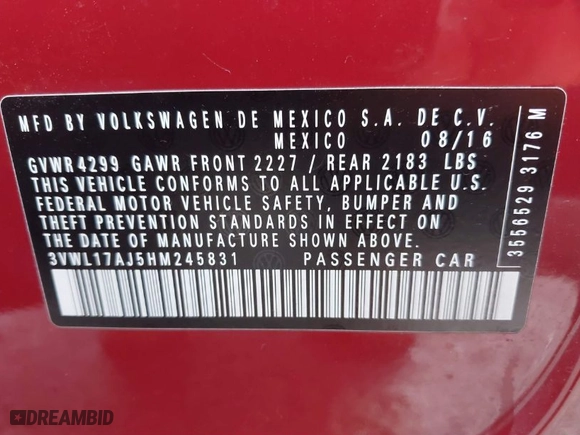 MFD BY VOLKSWAGEN DE MEXICO S.A. DE C.V.
MEXICO 08/16
GVWR4299 GAWR FRONT 2227 / REAR 2183 LBS
THIS VEHICLE CONFORMS TO ALL APPLICABLE U.S.
FEDERAL MOTOR VEHICLE SAFETY, BUMPER AND
THEFT PREVENTION STANDARDS IN EFFECT ON
THE DATE OF MANUFACTURE SHOWN ABOVE.
3VWL17AJ5HM245831 PASSENGER CAR
3556529 3176 M
DREAMBID